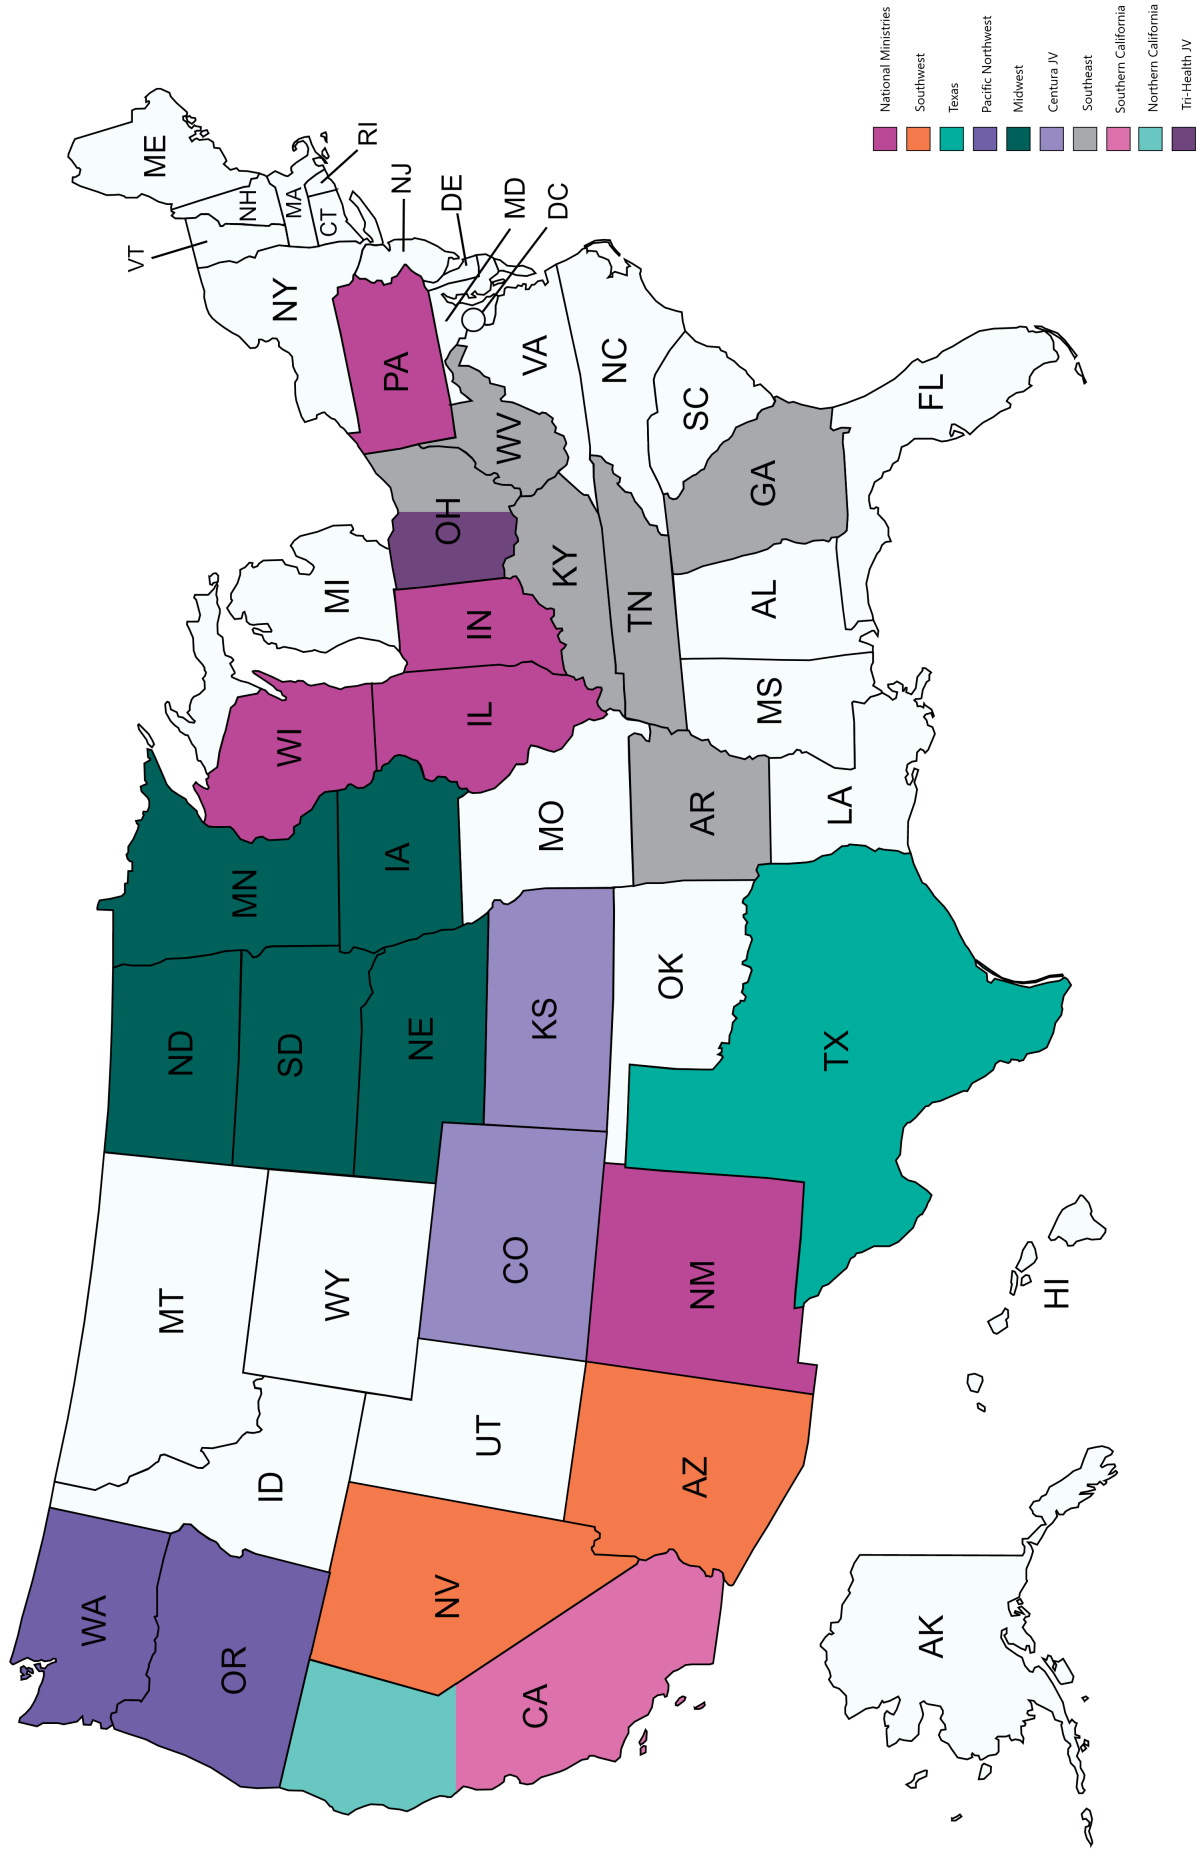 WA
OR
CA
NV
ID
MT
WY
UT
AZ
CO
NM
ND
SD
NE
KS
OK
TX
MN
IA
MO
AR
LA
WI
IL
MS
MI
IN
KY
TN
AL
OH
WV
GA
FL
SC
NC
VA
PA
NY
VT
NH
ME
MA
CT
RI
NJ
DE
MD
DC
AK
HI
National Ministries
Southwest
Texas
Pacific Northwest
Midwest
Centura JV
Southeast
Southern California
Northern California
Tri-Health JV